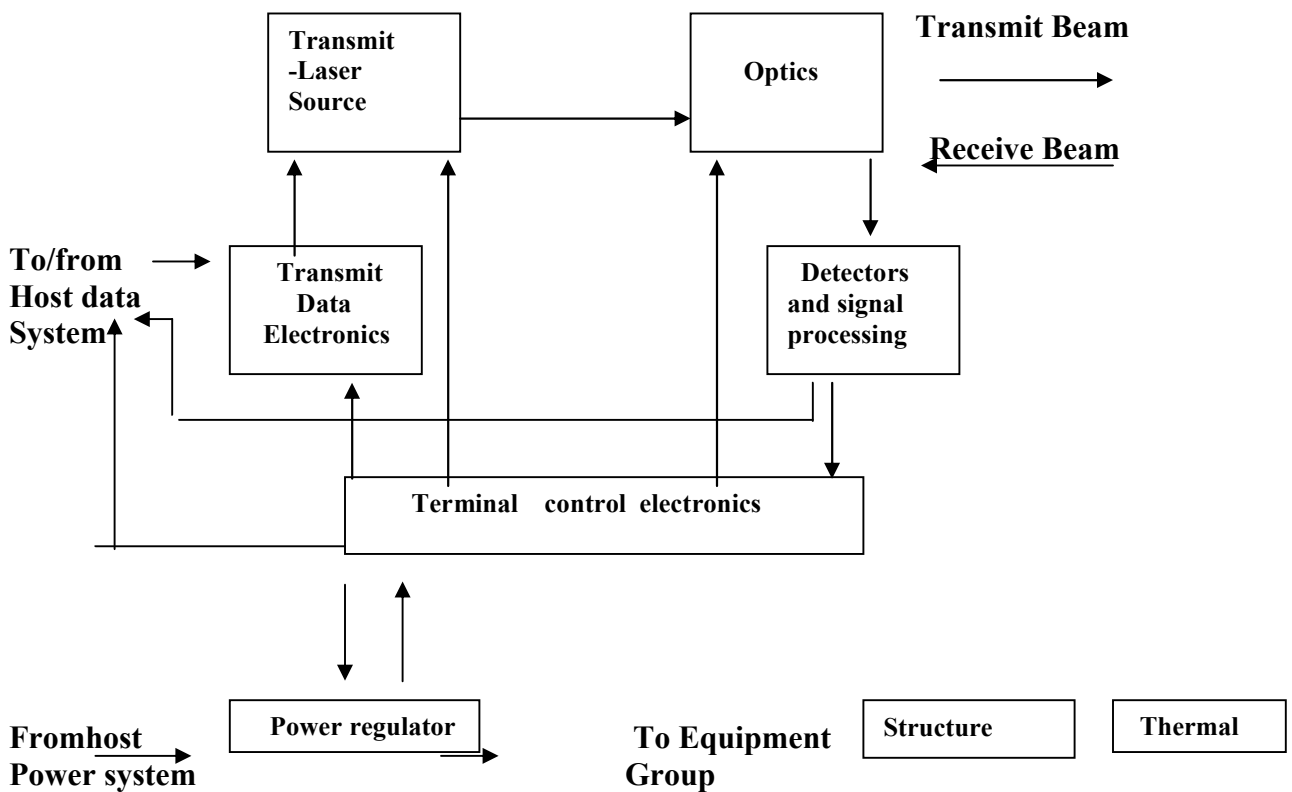 Transmit
-Laser
Source
Optics
Transmit Beam
Receive Beam
To/from
Host data
System
Transmit
Data
Electronics
Detectors
and signal
processing
Terminal control electronics
Fromhost
Power system
Power regulator
To Equipment
Group
Structure
Thermal